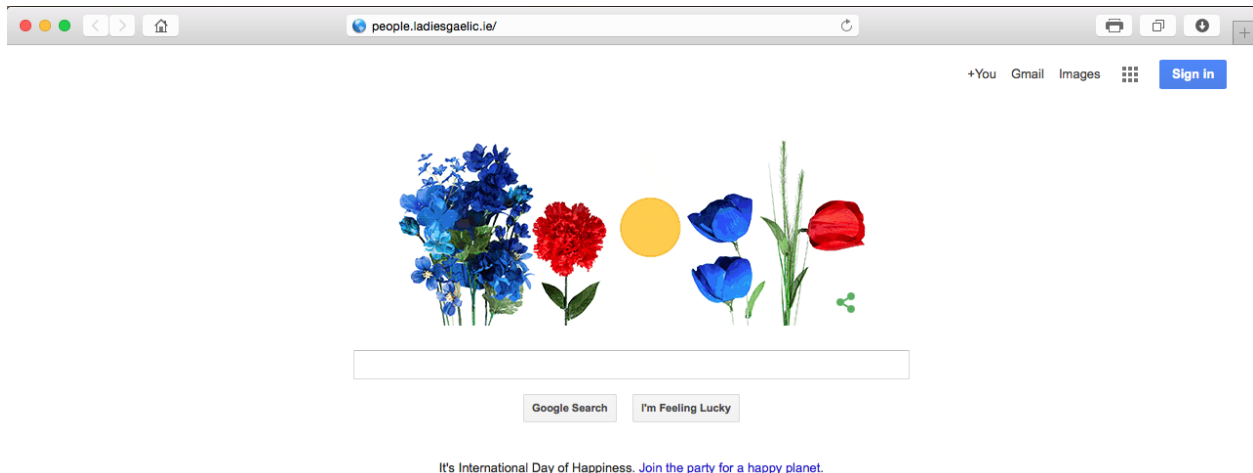 people.ladiesgaelic.ie/
+You Gmail Images Sign in
Google Search I'm Feeling Lucky
It's International Day of Happiness. Join the party for a happy planet.